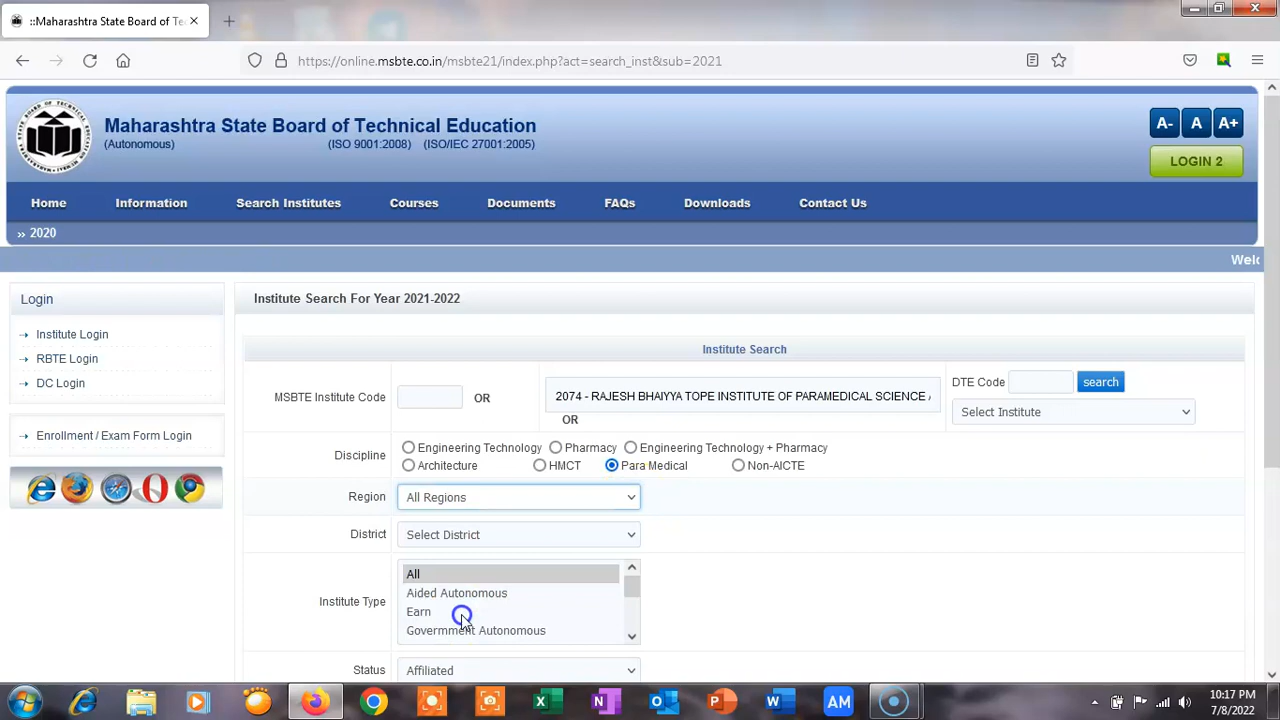 ::Maharashtra State Board of Te
https://online.msbte.co.in/msbte21/index.php?ct=search_inst&sub=2021
Maharashtra State Board of Technical Education
(Autonomous) (ISO 9001:2008) (ISO/IEC 27001:2005)
A- A A+
LOGIN 2
Home Information Search Institutes Courses Documents FAQs Downloads Contact Us
» 2020
Welc
Login
Institute Login
RBTE Login
DC Login
Enrollment / Exam Form Login
Institute Search For Year 2021-2022
Institute Search
MSBTE Institute Code OR 2074 - RAJESH BHAIYYA TOPE INSTITUTE OF PARAMEDICAL SCIENCE DTE Code search
OR Select Institute
Discipline Engineering Technology Pharmacy Engineering Technology + Pharmacy
Architecture HMCT Para Medical Non-AICTE
Region All Regions
District Select District
Institute Type All
Aided Autonomous
Earn
Government Autonomous
Status Affiliated
X N O P W AM
10:17 PM
7/8/2022